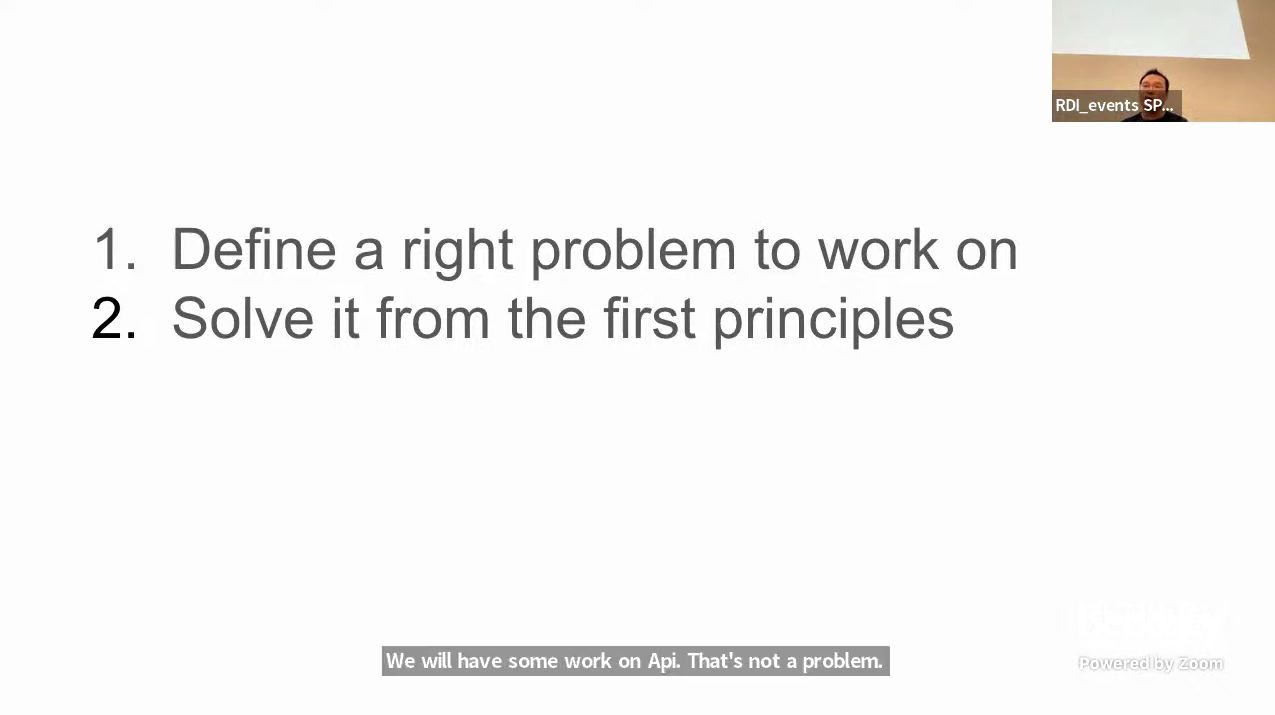 RDI_events SP...
1. Define a right problem to work on
2. Solve it from the first principles
We will have some work on Api. That's not a problem.
Powered by Zoom